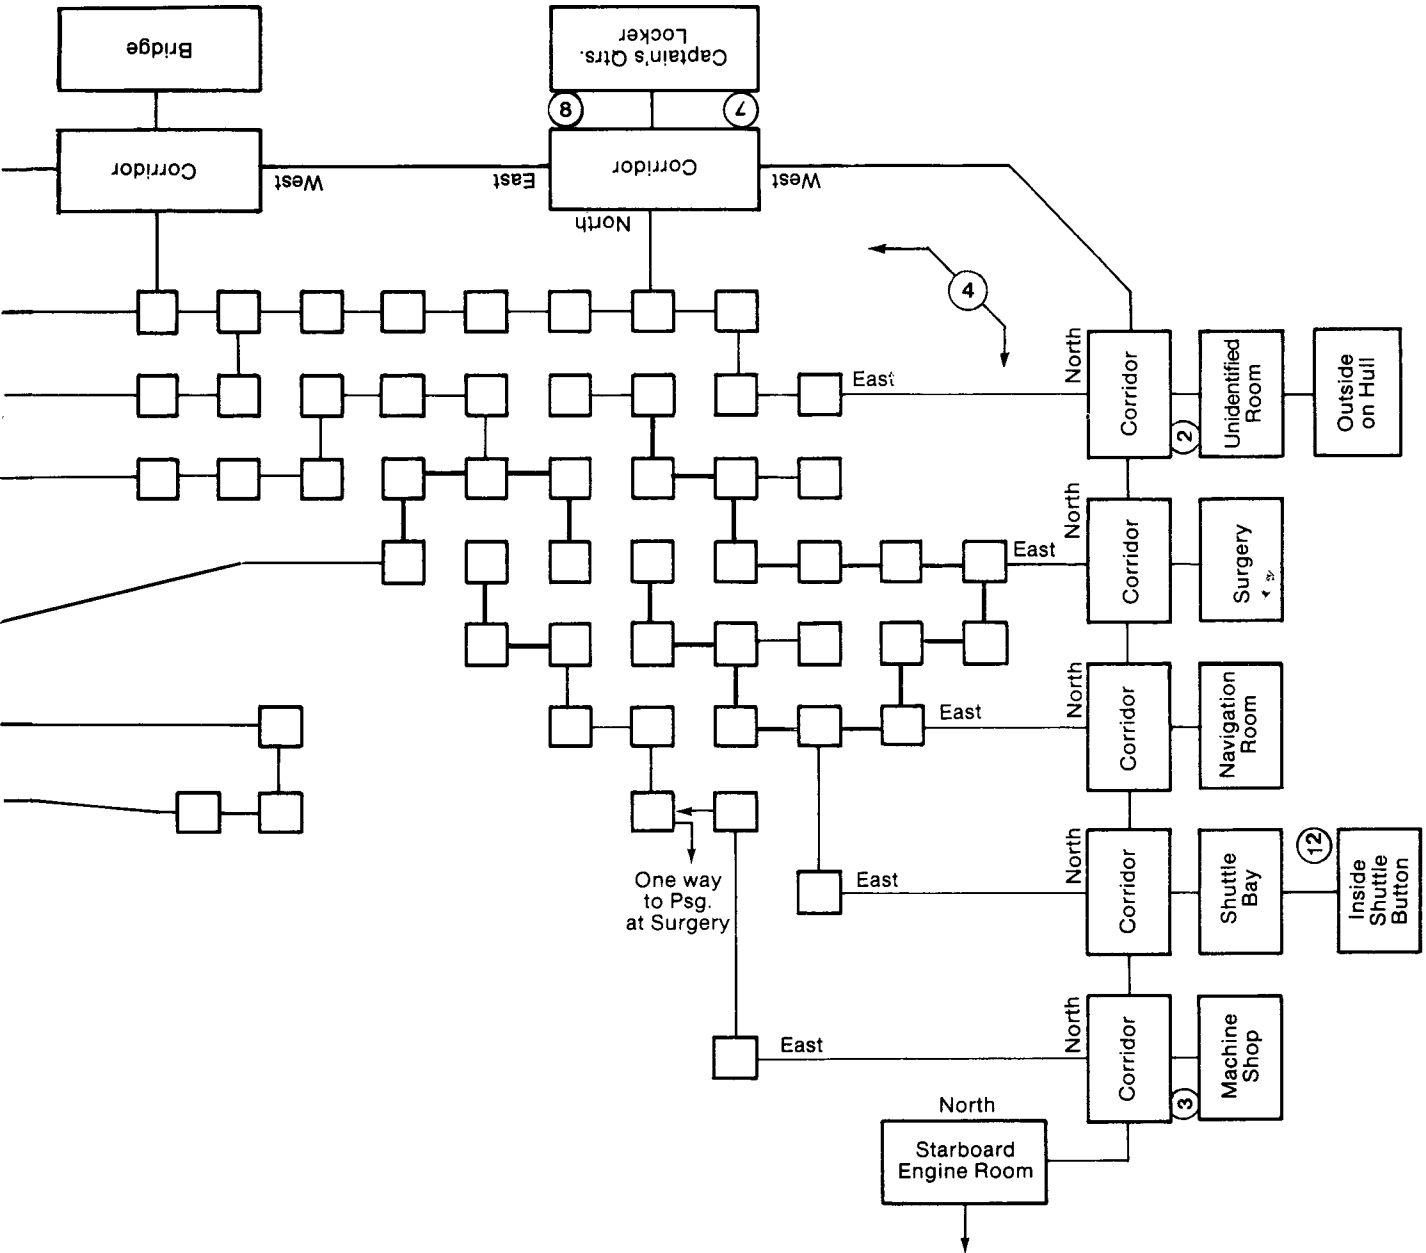 Bridge
Captain's Qtrs.
Locker
8
7
Corridor
West
East
Corridor
West
North
4
North
Corridor
2
Unidentified
Room
Outside
on Hull
East
North
Corridor
Surgery
East
North
Corridor
Navigation
Room
East
North
Corridor
Shuttle
Bay
12
Inside
Shuttle
Button
East
One way
to Psg.
at Surgery
North
Corridor
3
Machine
Shop
East
North
Starboard
Engine Room